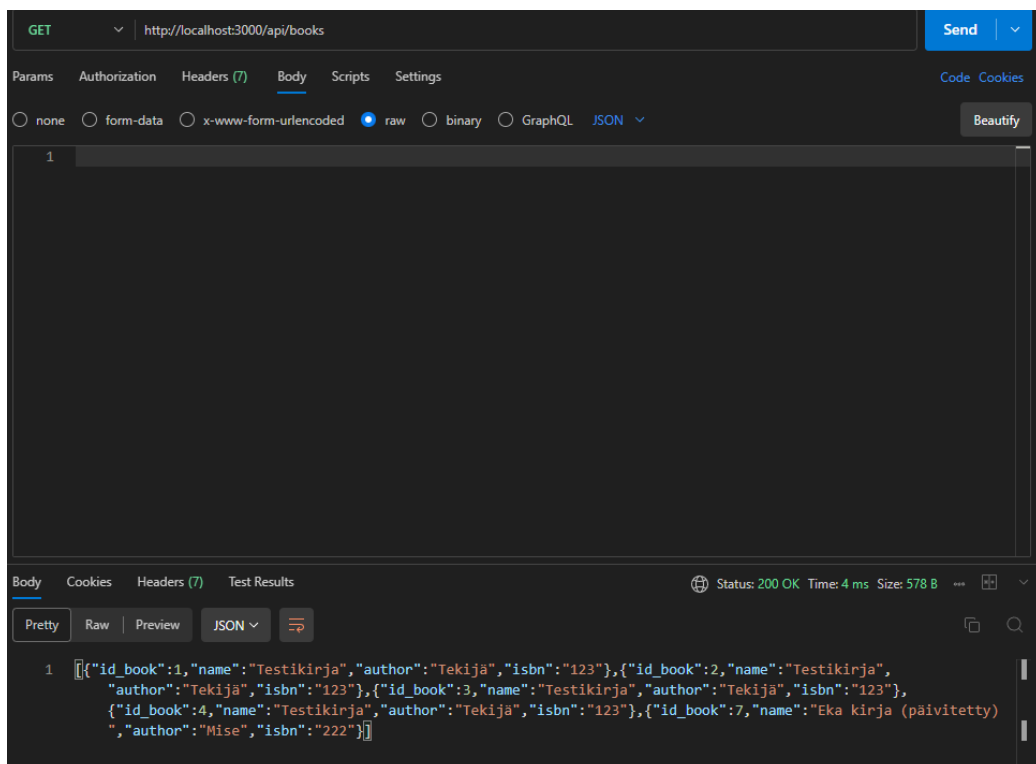 GET http://localhost:3000/api/books Send
Params Authorization Headers (7) Body Scripts Settings Code Cookies
none form-data x-www-form-urlencoded raw binary GraphQL JSON Beautify
1
Body Cookies Headers (7) Test Results Status: 200 OK Time: 4 ms Size: 578 B
Pretty Raw Preview JSON
1 [{"id_book":1,"name":"Testikirja","author":"Tekijä","isbn":"123"},{"id_book":2,"name":"Testikirja",
"author":"Tekijä","isbn":"123"},{"id_book":3,"name":"Testikirja","author":"Tekijä","isbn":"123"},
{"id_book":4,"name":"Testikirja","author":"Tekijä","isbn":"123"},{"id_book":7,"name":"Eka kirja (päivitetty)
","author":"Mise","isbn":"222"}]